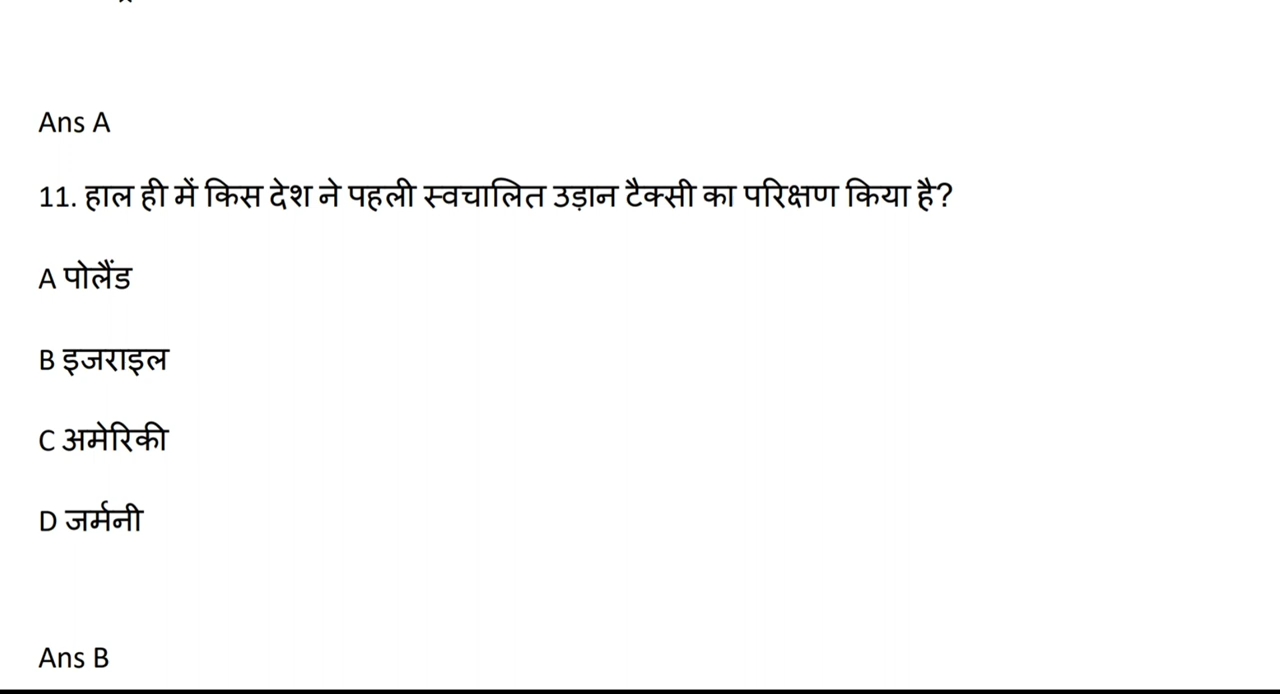 Ans A
11. हाल ही में किस देश ने पहली स्वचालित उड़ान टैक्सी का परिक्षण किया है?
A पोलैंड
B इजराइल
C अमेरिकी
D जर्मनी
Ans B